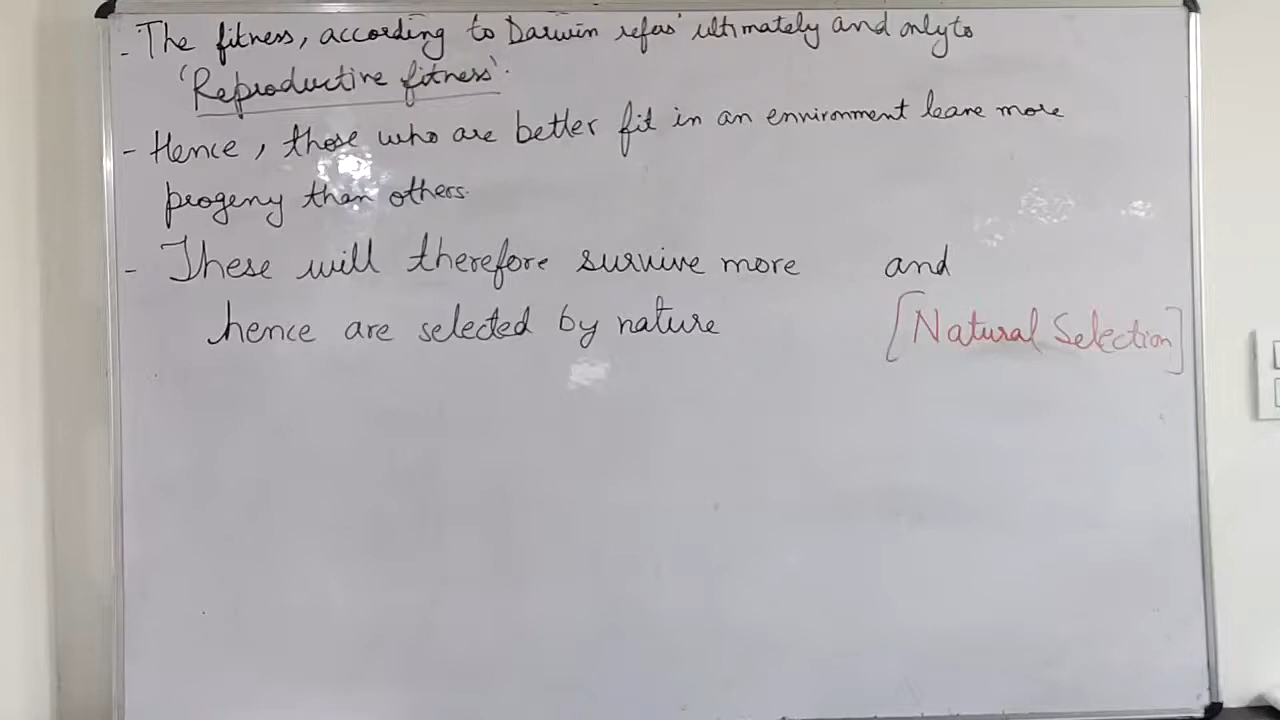 - The fitness, according to Darwin refers ultimately and only to
'Reproductive fitness'.
- Hence, those who are better fit in an environment leave more
progeny than others.
- These will therefore survive more and
hence are selected by nature [Natural Selection]